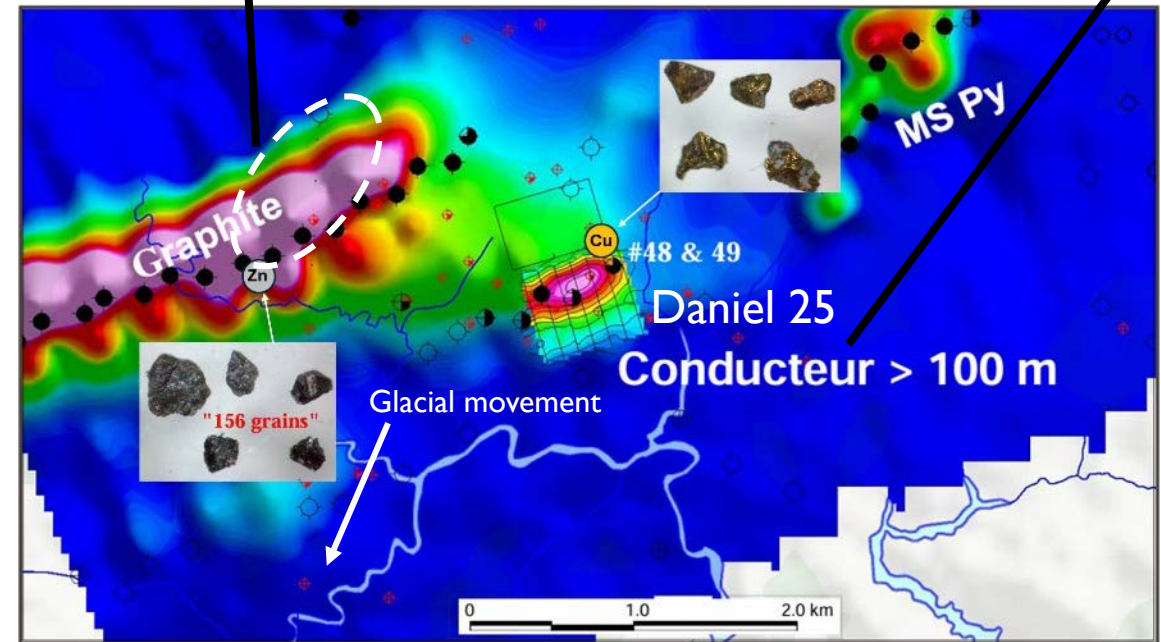 MS Py
Graphite
Cu
#48 & 49
Zn
Daniel 25
Conducteur > 100 m
"156 grains"
Glacial movement
0 1.0 2.0 km